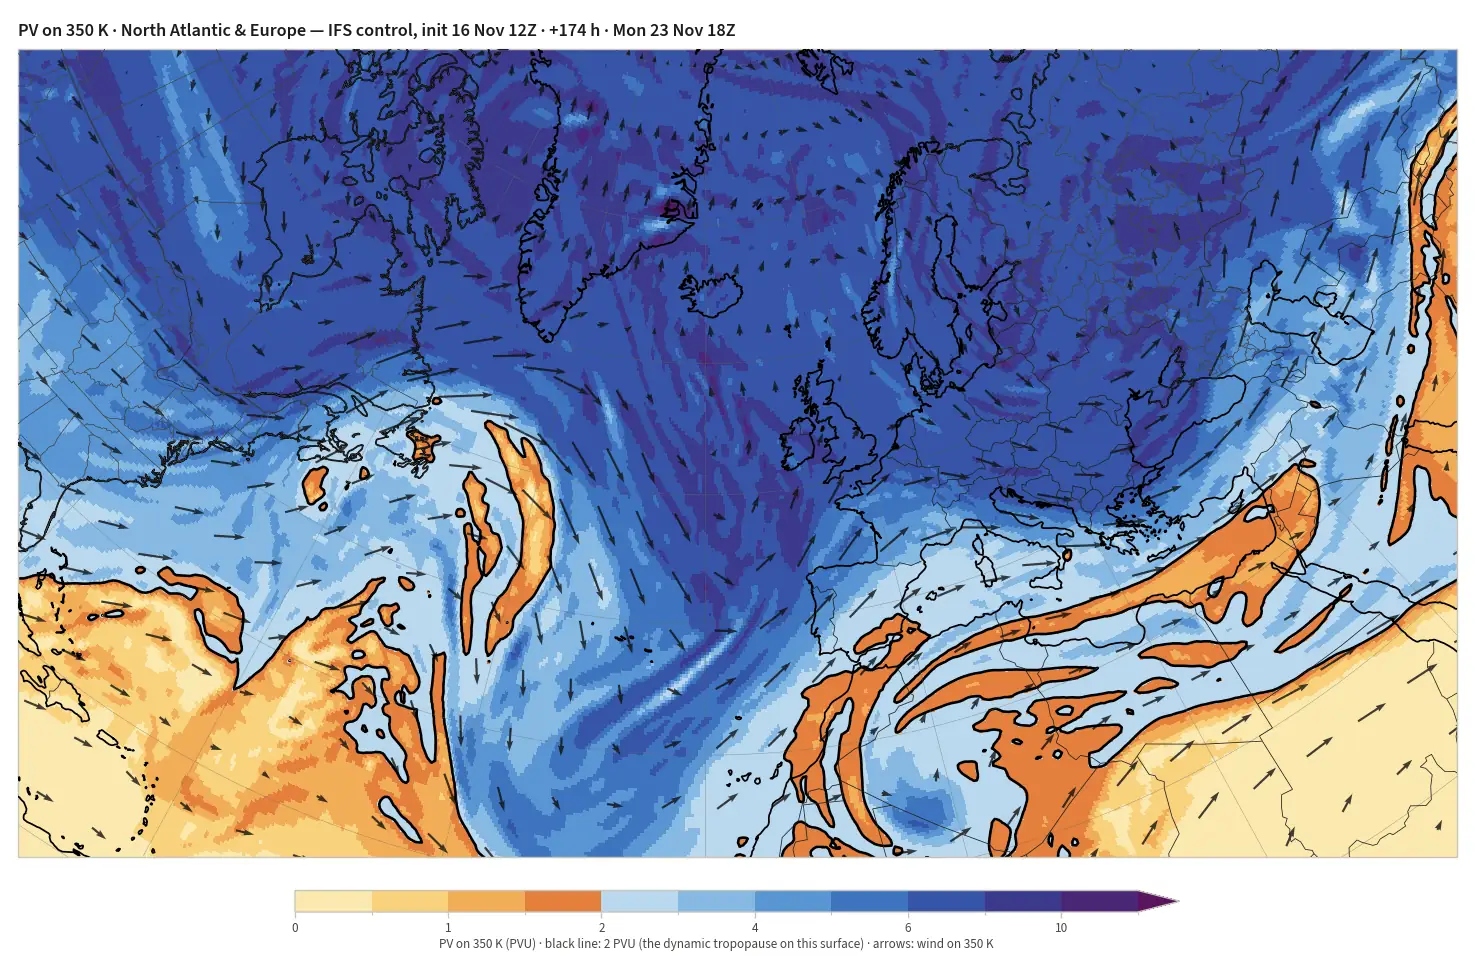 PV on 350 K · North Atlantic & Europe — IFS control, init 16 Nov 12Z · +174 h · Mon 23 Nov 18Z
0 1 2 4 6 10
PV on 350 K (PVU) · black line: 2 PVU (the dynamic tropopause on this surface) · arrows: wind on 350 K